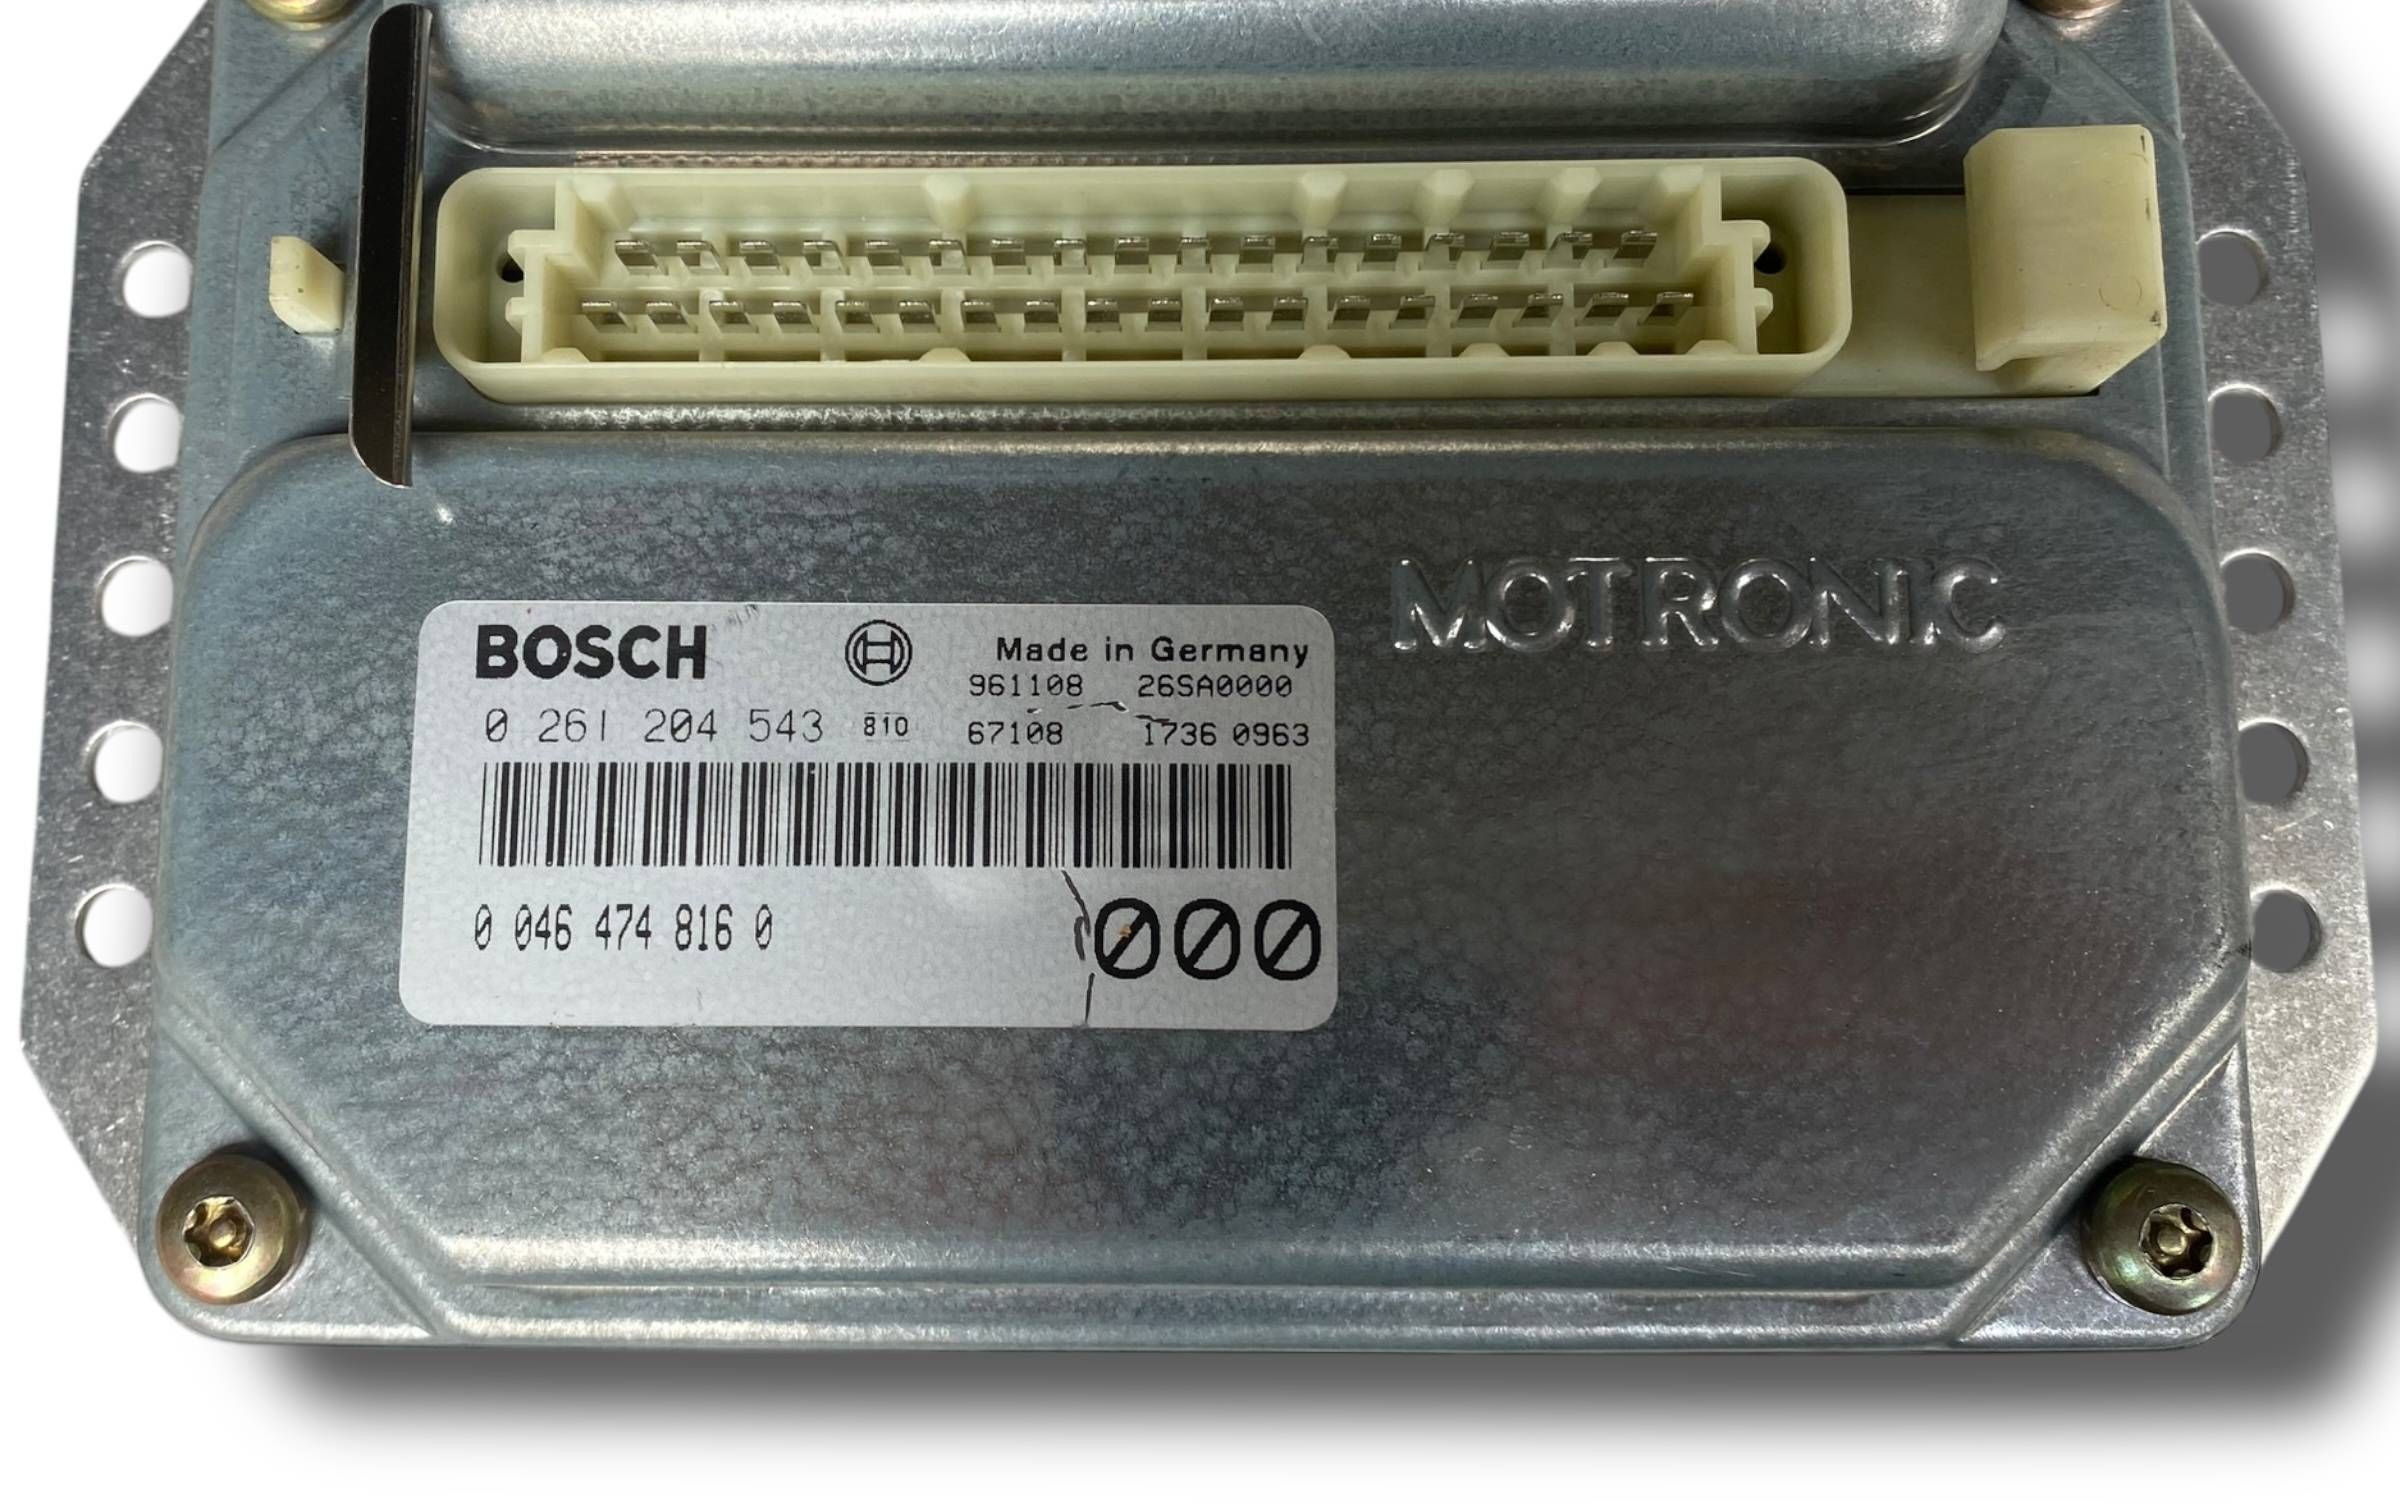 MOTRONIC
BOSCH
Made in Germany
961108 26SA0000
0 261 204 543 810 67108 1736 0963
0 046 474 816 0
000